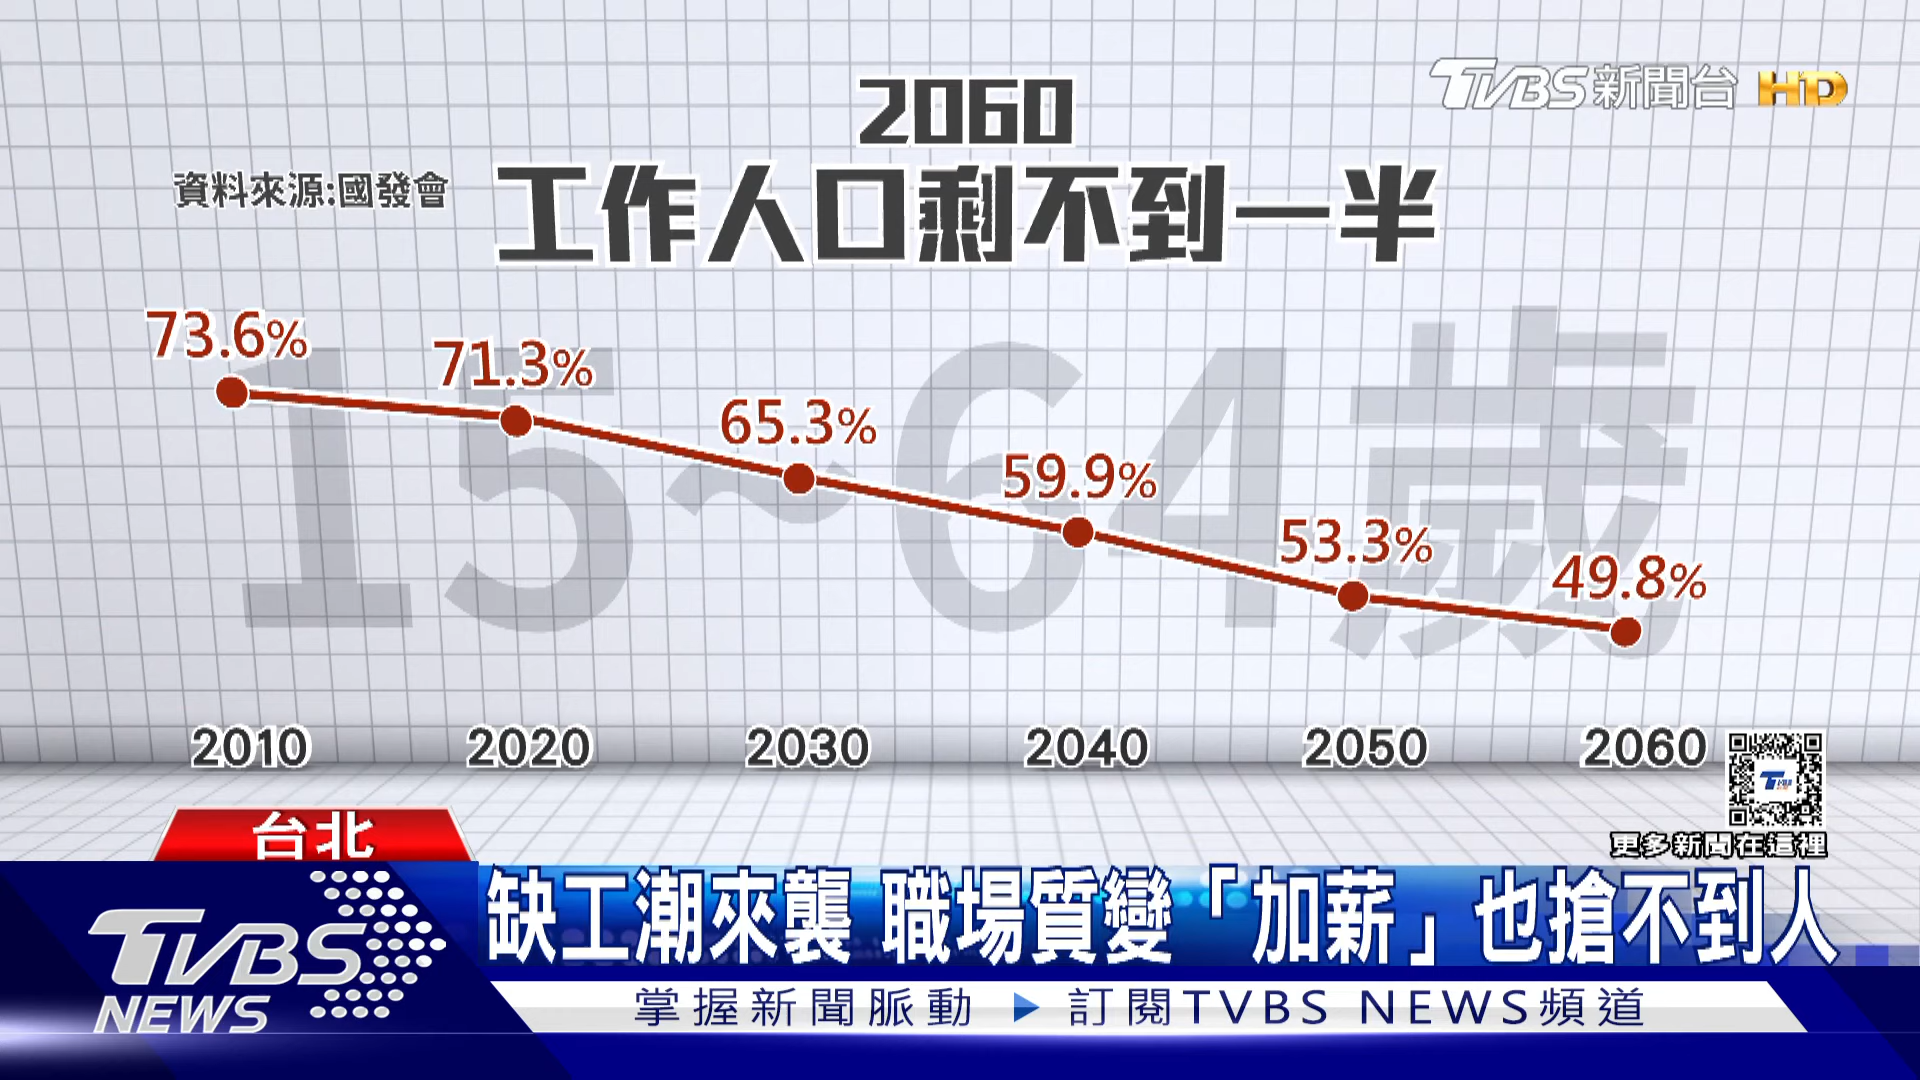 TVBS新聞台 HD
2060
資料來源:國發會
工作人口剩不到一半
15~64歲
73.6%
71.3%
65.3%
59.9%
53.3%
49.8%
2010 2020 2030 2040 2050 2060
TVBS
更多新聞在這裡
台北
缺工潮來襲 職場質變「加薪」也搶不到人
TVBS
NEWS
掌握新聞脈動 ▶ 訂閱TVBS NEWS頻道